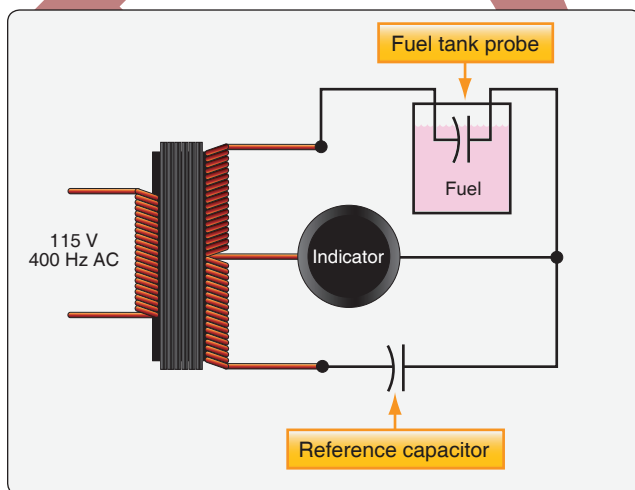 Fuel tank probe
Fuel
115 V
400 Hz AC
Indicator
Reference capacitor